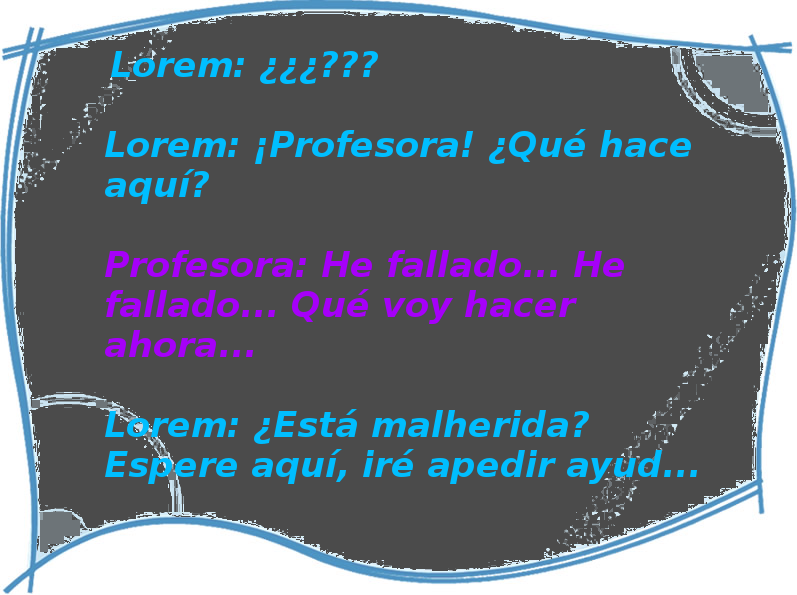 Lorem: ¿¿¿???
Lorem: ¡Profesora! ¿Qué hace
aquí?
Profesora: He fallado... He
fallado... Qué voy hacer
ahora...
Lorem: ¿Está malherida?
Espere aquí, iré apedir ayud...